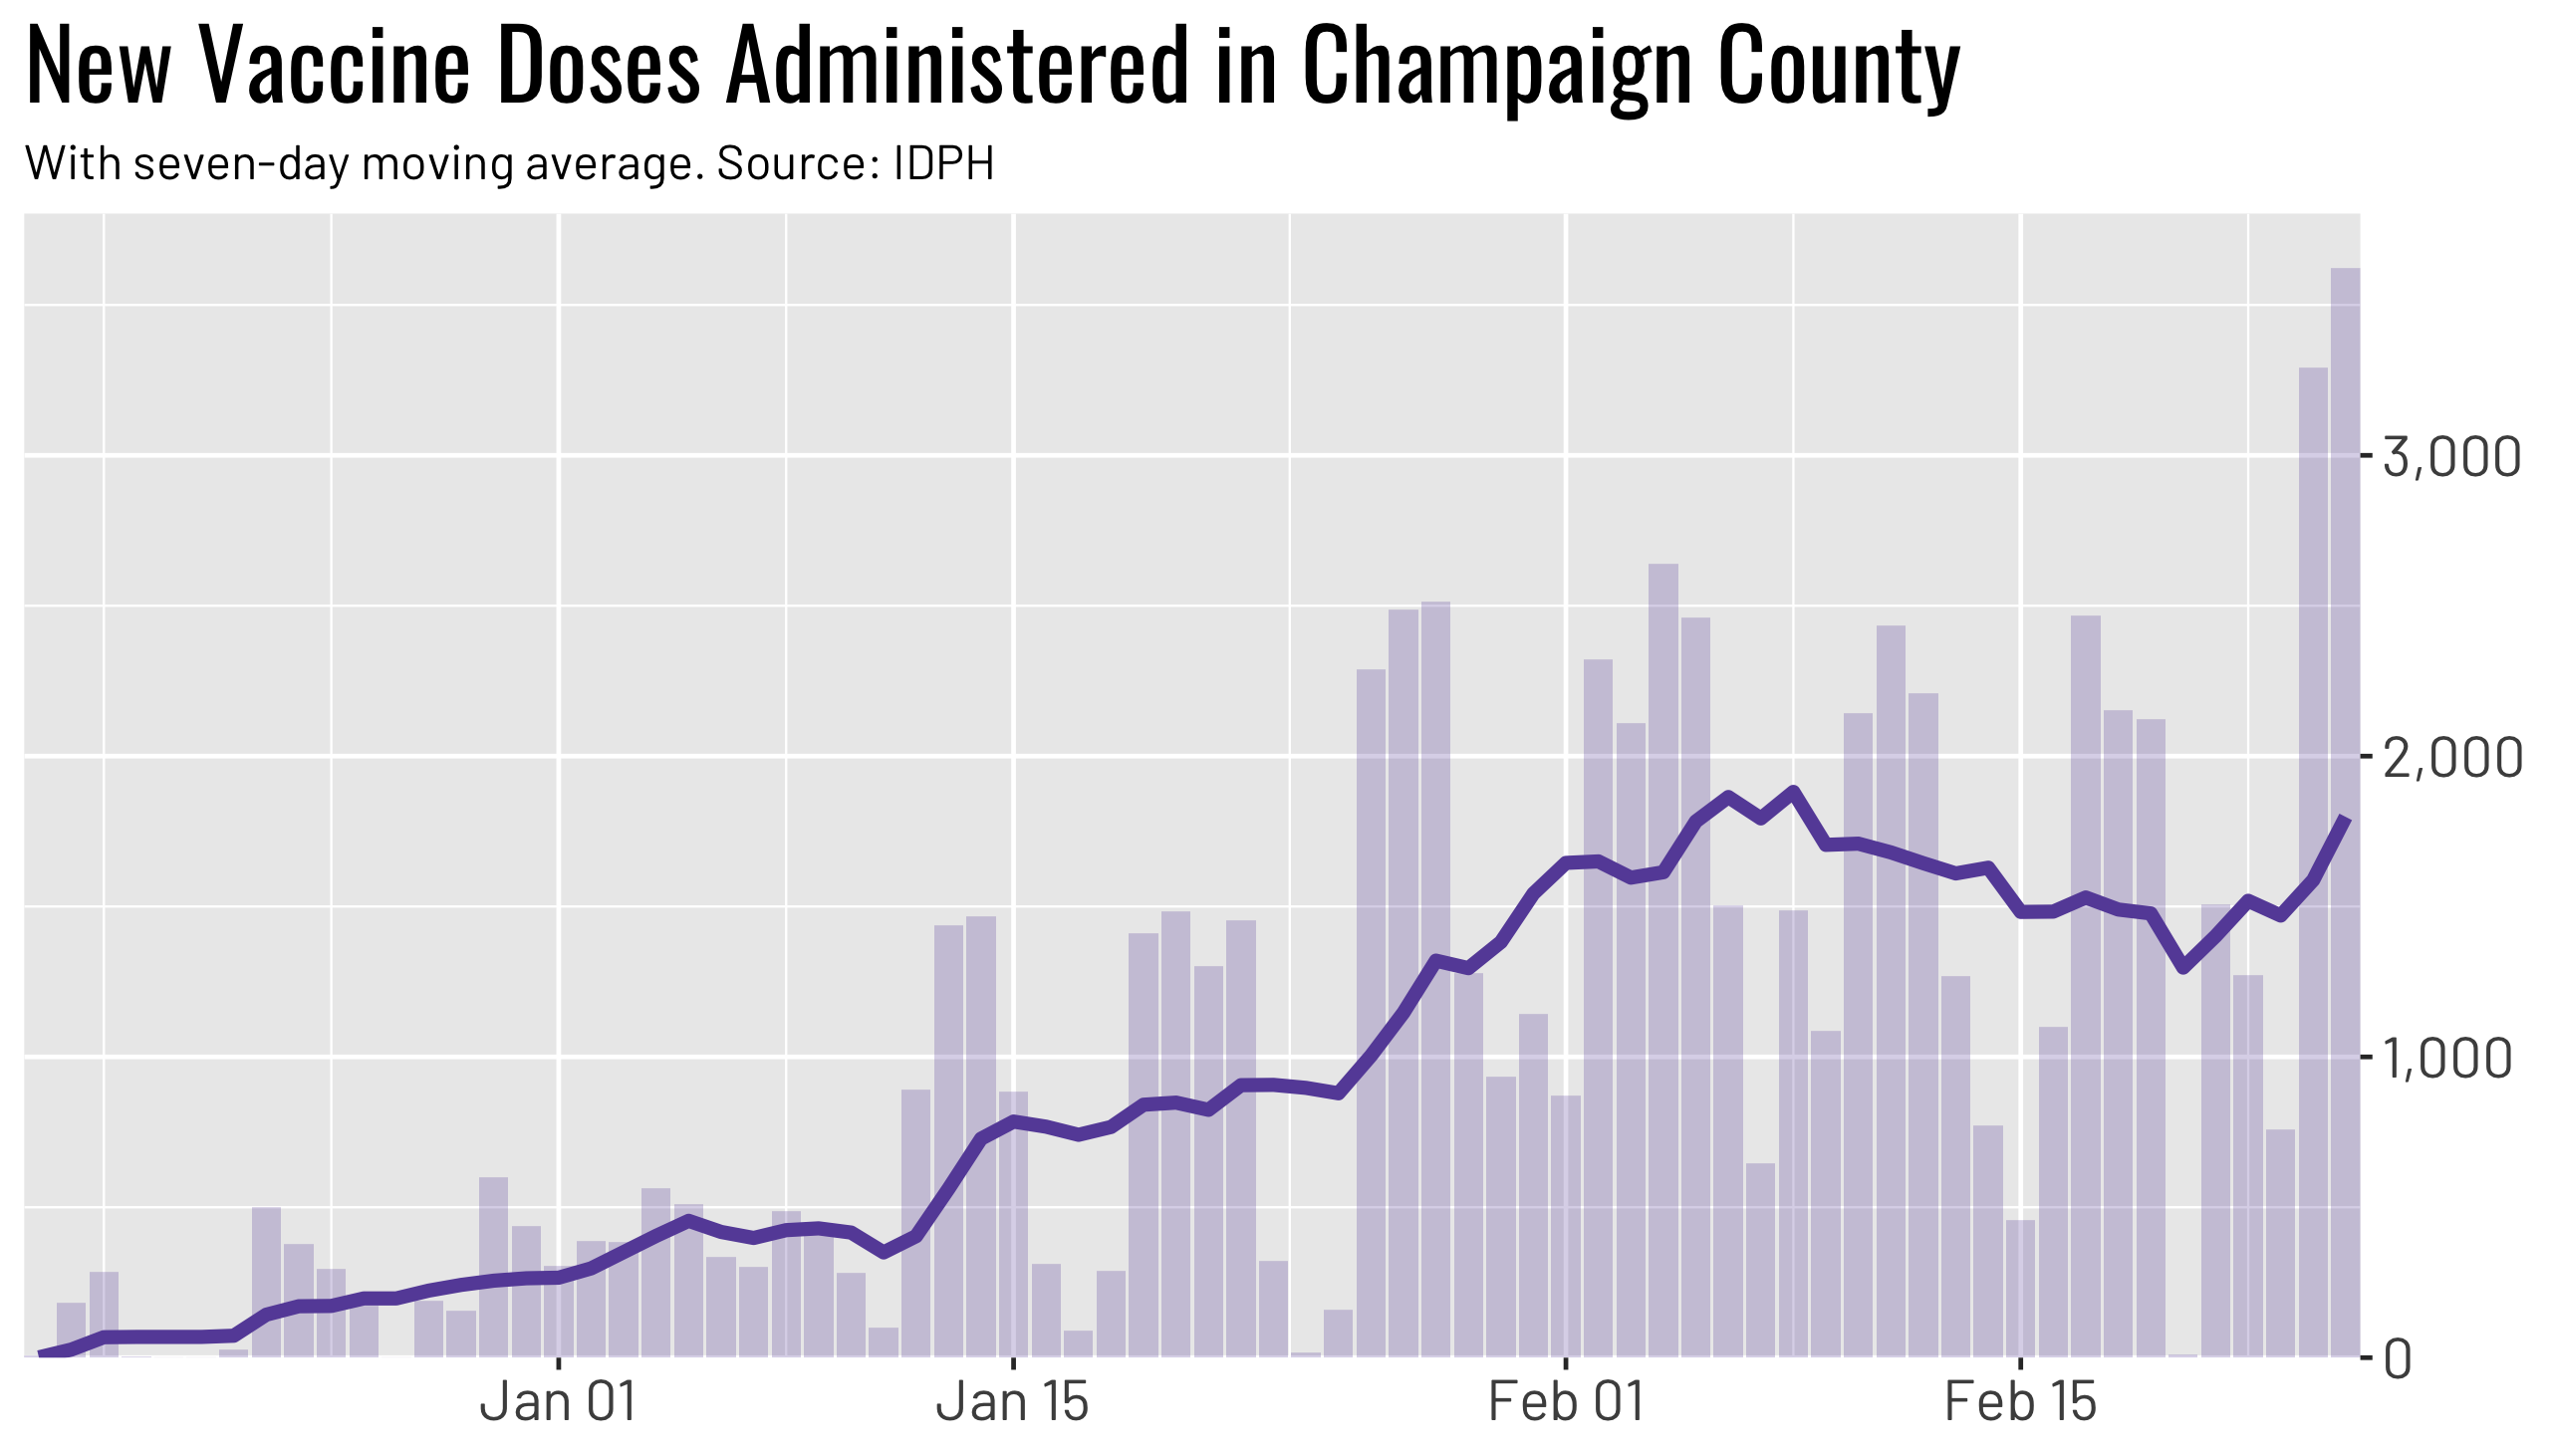 New Vaccine Doses Administered in Champaign County
With seven-day moving average. Source: IDPH
3,000
2,000
1,000
0
Jan 01 Jan 15 Feb 01 Feb 15